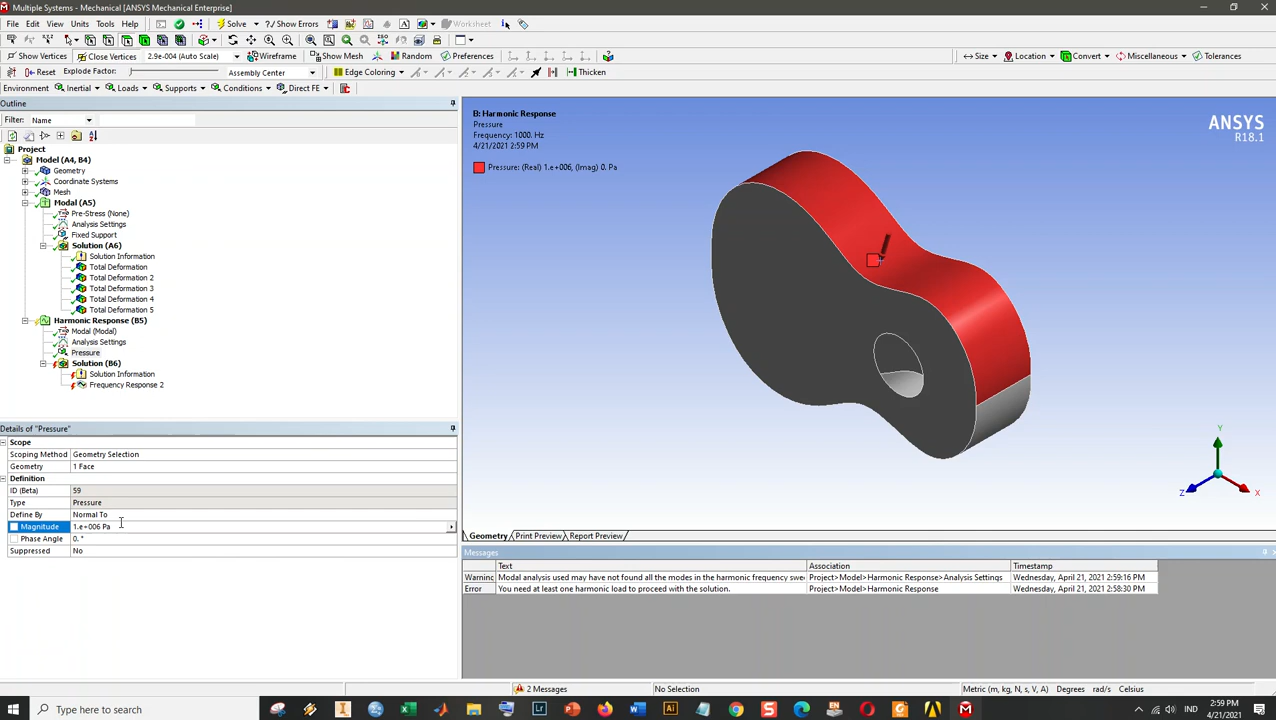 Multiple Systems - Mechanical [ANSYS Mechanical Enterprise]
File Edit View Units Tools Help Solve Show Errors Worksheet
Show Vertices Close Vertices 2.9e-004 (Auto Scale) Wireframe Show Mesh Random Preferences Size Location Convert Miscellaneous Tolerances
Reset Explode Factor: Assembly Center Edge Coloring Thicken
Environment Inertial Loads Supports Conditions Direct FE
Outline
Filter: Name
Project
Model (A4, B4)
Geometry
Coordinate Systems
Mesh
Modal (A5)
Pre-Stress (None)
Analysis Settings
Fixed Support
Solution (A6)
Solution Information
Total Deformation
Total Deformation 2
Total Deformation 3
Total Deformation 4
Total Deformation 5
Harmonic Response (B5)
Modal (Modal)
Analysis Settings
Pressure
Solution (B6)
Solution Information
Frequency Response 2
Details of "Pressure"
Scope
Scoping Method Geometry Selection
Geometry 1 Face
Definition
ID (Beta) 59
Type Pressure
Define By Normal To
Magnitude 1.e+006 Pa
Phase Angle 0. °
Suppressed No
B: Harmonic Response
Pressure
Frequency: 1000. Hz
4/21/2021 2:59 PM
Pressure: (Real) 1.e+006, (Imag) 0. Pa
ANSYS
R18.1
Y
Z X
Geometry Print Preview Report Preview
Messages
Text Association Timestamp
Warning Modal analysis used may have not found all the modes in the harmonic frequency swee Project>Model>Harmonic Response>Analysis Settings Wednesday, April 21, 2021 2:59:16 PM
Error You need at least one harmonic load to proceed with the solution. Project>Model>Harmonic Response Wednesday, April 21, 2021 2:58:30 PM
2 Messages No Selection Metric (m, kg, N, s, V, A) Degrees rad/s Celsius
Type here to search IND 2:59 PM
4/21/2021